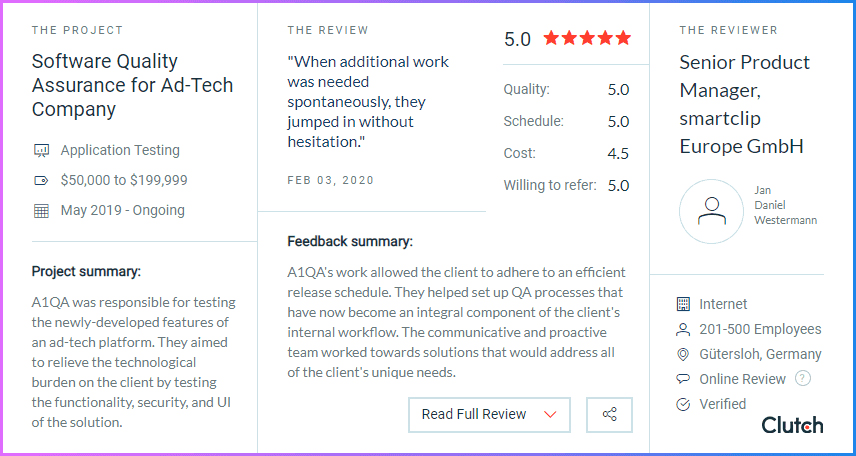 THE PROJECT
Software Quality
Assurance for Ad-Tech
Company
Application Testing
$50,000 to $199,999
May 2019 - Ongoing
Project summary:
A1QA was responsible for testing
the newly-developed features of
an ad-tech platform. They aimed
to relieve the technological
burden on the client by testing
the functionality, security, and UI
of the solution.
THE REVIEW
"When additional work
was needed
spontaneously, they
jumped in without
hesitation."
FEB 03, 2020
5.0
Quality: 5.0
Schedule: 5.0
Cost: 4.5
Willing to refer: 5.0
Feedback summary:
A1QA's work allowed the client to adhere to an efficient
release schedule. They helped set up QA processes that
have now become an integral component of the client's
internal workflow. The communicative and proactive
team worked towards solutions that would address all
of the client's unique needs.
Read Full Review
THE REVIEWER
Senior Product
Manager,
smartclip
Europe GmbH
Jan
Daniel
Westermann
Internet
201-500 Employees
Gütersloh, Germany
Online Review ?
Verified
Clutch